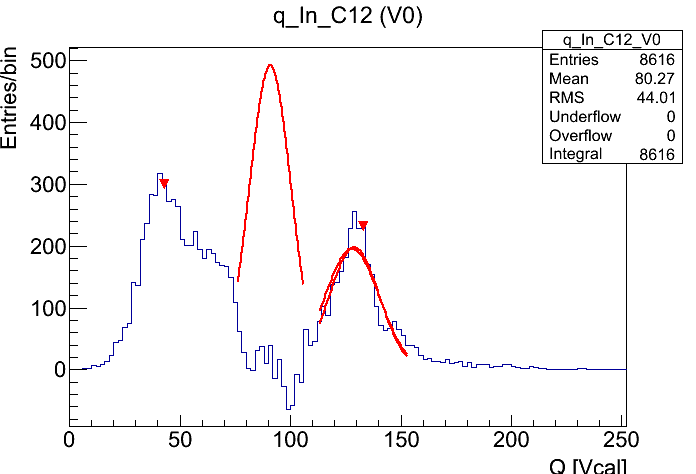 q_In_C12 (V0)
q_In_C12_V0
Entries 8616
Mean 80.27
RMS 44.01
Underflow 0
Overflow 0
Integral 8616
Entries/bin
500
400
300
200
100
0
0 50 100 150 200 250
Q [Vcal]